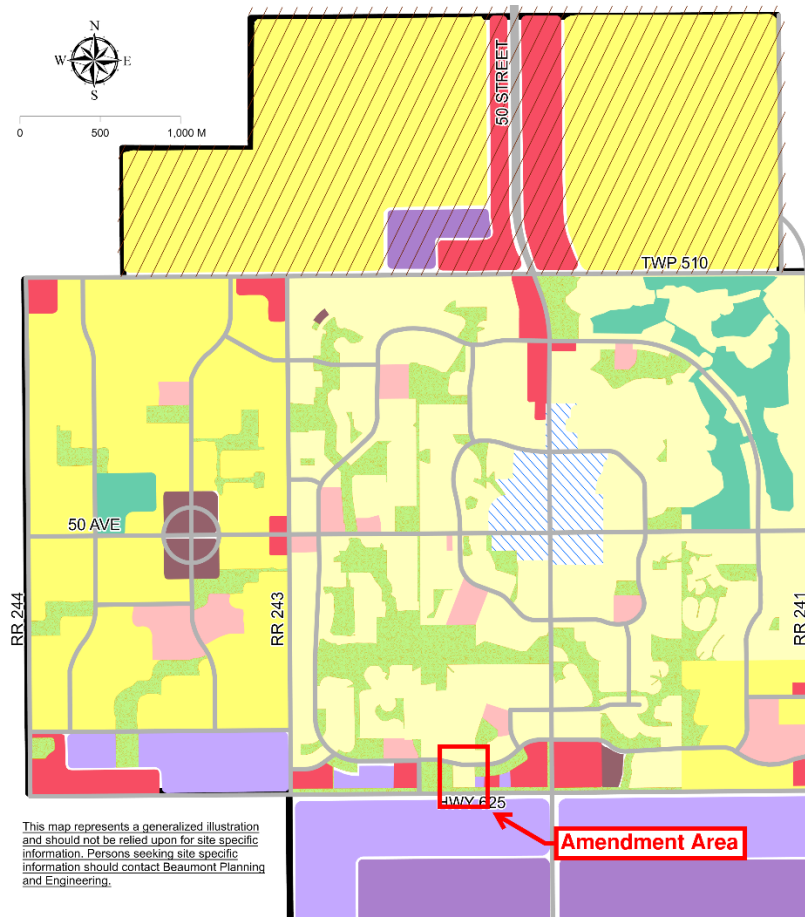 N
W E
S
0 500 1,000 M
50 STREET
TWP 510
50 AVE
RR 244
RR 243
RR 241
HWY 625
This map represents a generalized illustration
and should not be relied upon for site specific
information. Persons seeking site specific
information should contact Beaumont Planning
and Engineering.
Amendment Area